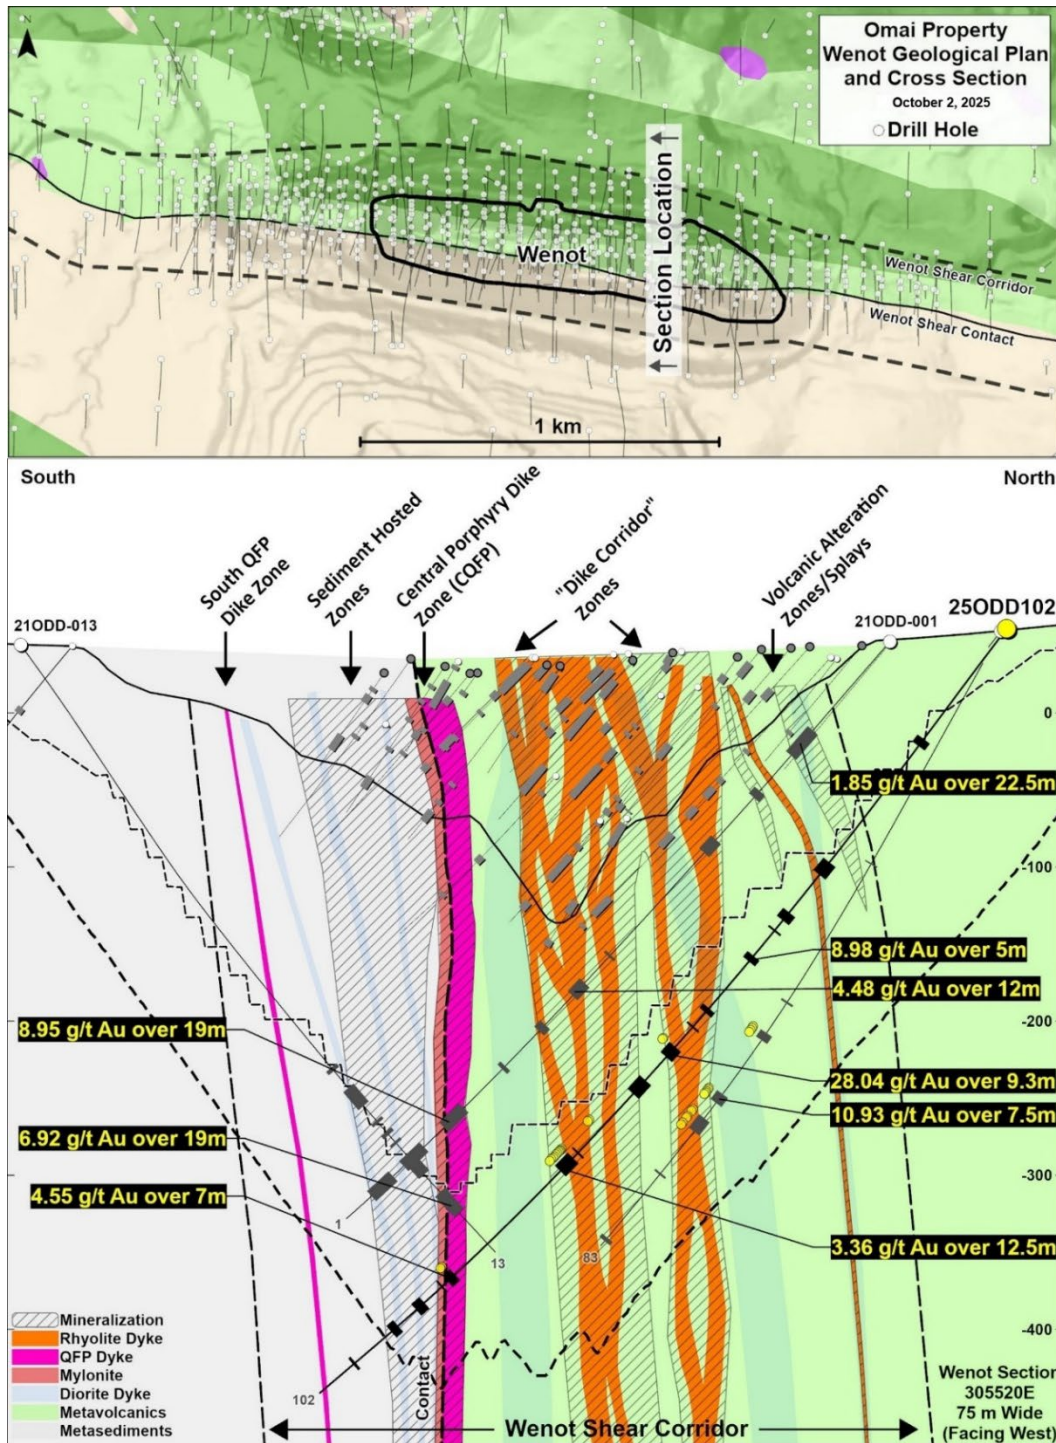 N
Omai Property
Wenot Geological Plan
and Cross Section
October 2, 2025
Drill Hole
Section Location
Wenot
Wenot Shear Corridor
Wenot Shear Contact
1 km
South
North
South QFP
Dike Zone
Sediment Hosted
Zones
Central Porphyry Dike
Zone (CQFP)
"Dike Corridor"
Zones
Volcanic Alteration
Zones/Splays
21ODD-013
21ODD-001
25ODD102
0
1.85 g/t Au over 22.5m
-100
8.98 g/t Au over 5m
4.48 g/t Au over 12m
-200
8.95 g/t Au over 19m
28.04 g/t Au over 9.3m
10.93 g/t Au over 7.5m
6.92 g/t Au over 19m
-300
4.55 g/t Au over 7m
1
13
83
3.36 g/t Au over 12.5m
-400
102
Contact
Mineralization
Rhyolite Dyke
QFP Dyke
Mylonite
Diorite Dyke
Metavolcanics
Metasediments
Wenot Shear Corridor
Wenot Section
305520E
75 m Wide
(Facing West)